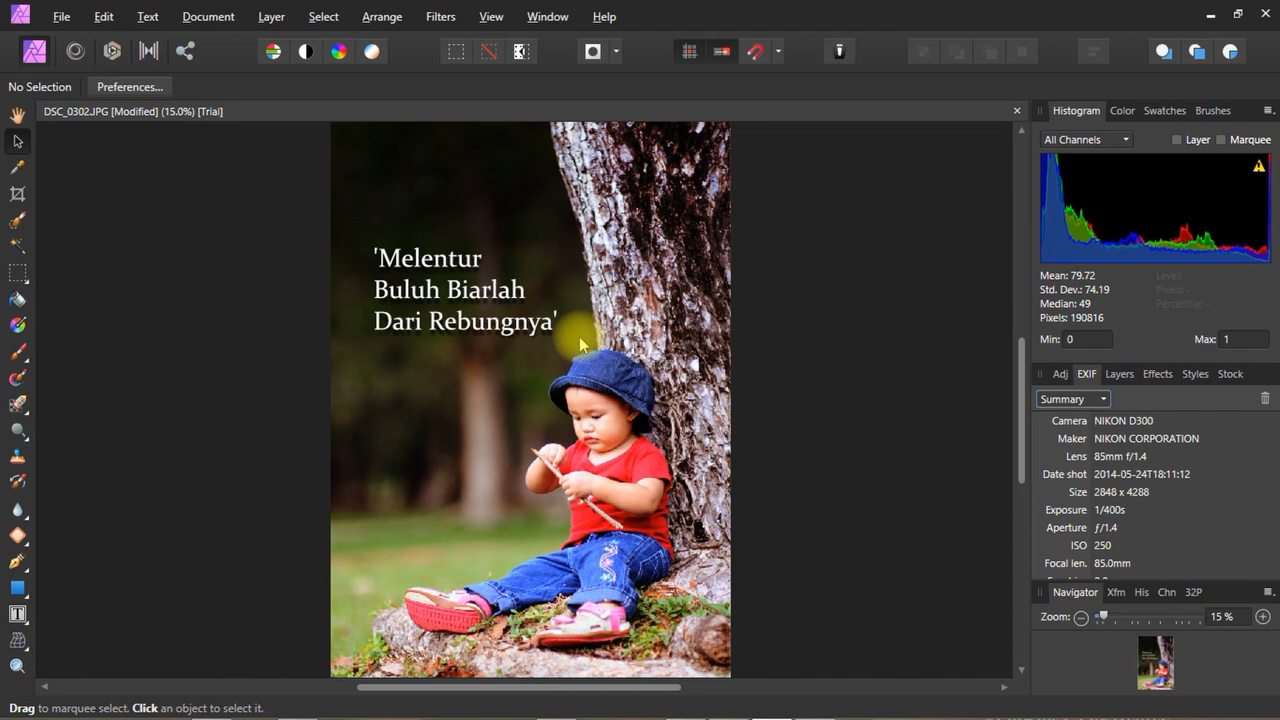 File Edit Text Document Layer Select Arrange Filters View Window Help
No Selection Preferences...
DSC_0302.JPG [Modified] (15.0%) [Trial]
'Melentur
Buluh Biarlah
Dari Rebungnya'
Histogram Color Swatches Brushes
All Channels Layer Marquee
Mean: 79.72 Level: -
Std. Dev.: 74.19 Pixels: -
Median: 49 Percentile: -
Pixels: 190816
Min: 0 Max: 1
Adj EXIF Layers Effects Styles Stock
Summary
Camera NIKON D300
Maker NIKON CORPORATION
Lens 85mm f/1.4
Date shot 2014-05-24T18:11:12
Size 2848 x 4288
Exposure 1/400s
Aperture ƒ/1.4
ISO 250
Focal len. 85.0mm
Navigator Xfm His Chn 32P
Zoom: 15 %
Drag to marquee select. Click an object to select it.